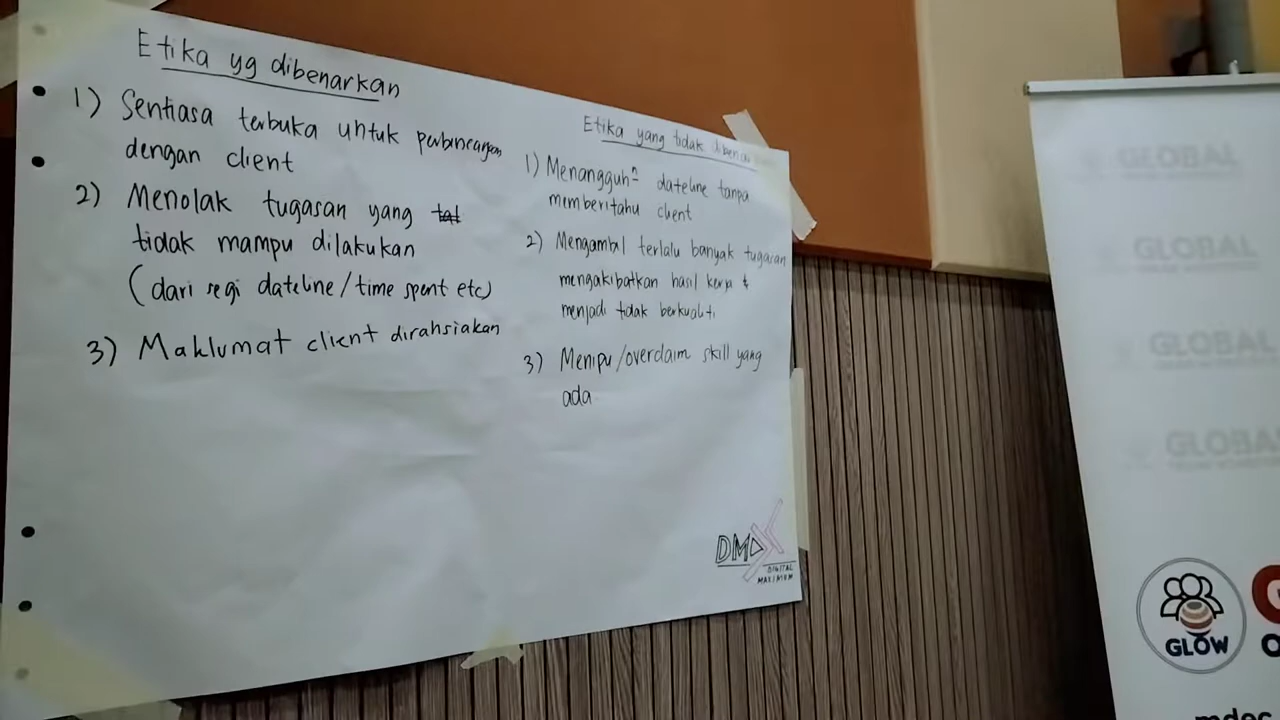 Etika yg dibenarkan
1) Sentiasa terbuka untuk perbincangan
dengan client
2) Menolak tugasan yang tat
tidak mampu dilakukan
(dari segi dateline/time spent etc)
3) Maklumat client dirahsiakan
Etika yang tidak
1) Menangguh² dateline tanpa
memberitahu client
2) Mengambil terlalu banyak tugasan
mengakibatkan hasil kerja t
menjadi tidak berkualiti
3) Menipu/overclaim skill yang
ada
DMX
DIGITAL
MAXIMUM
GLOBAL
GLOBAL
GLOBAL
GLOBAL
GLOW